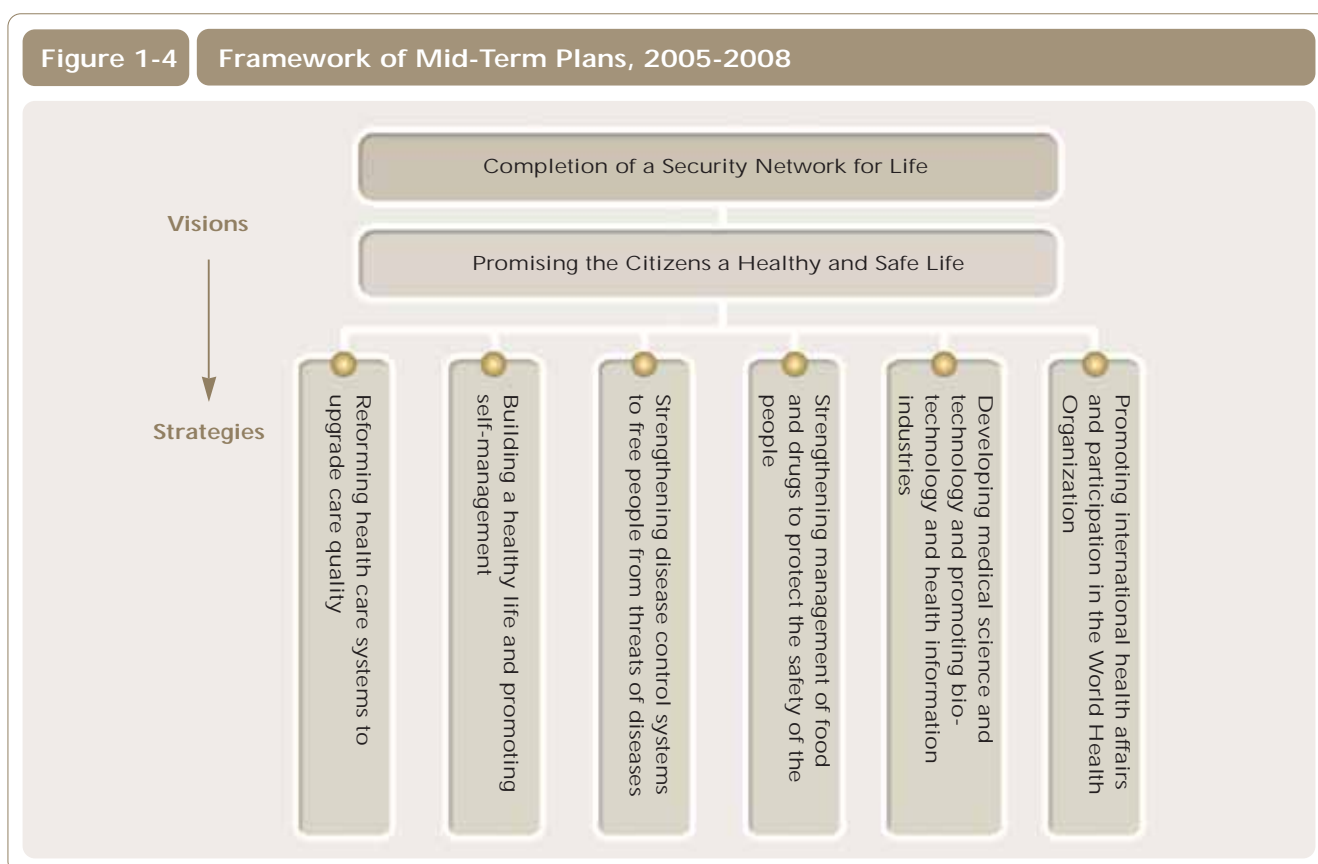 Figure 1-4
Framework of Mid-Term Plans, 2005-2008
Completion of a Security Network for Life
Visions
Promising the Citizens a Healthy and Safe Life
Strategies
Reforming health care systems to
upgrade care quality
Building a healthy life and promoting
self-management
Strengthening disease control systems
to free people from threats of diseases
Strengthening management of food
and drugs to protect the safety of the
people
Developing medical science and
technology and promoting bio-
technology and health information
industries
Promoting international health affairs
and participation in the World Health
Organization